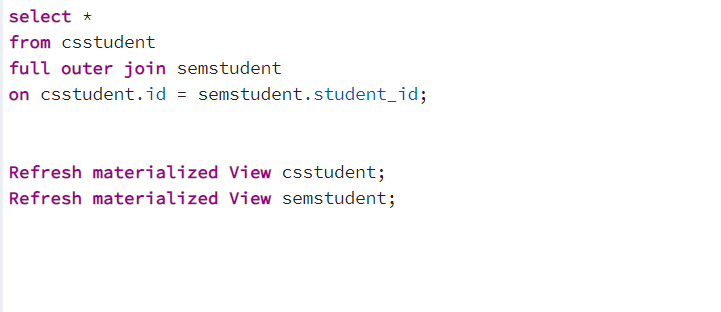 select *
from csstudent
full outer join semstudent
on csstudent.id = semstudent.student_id;
Refresh materialized View csstudent;
Refresh materialized View semstudent;